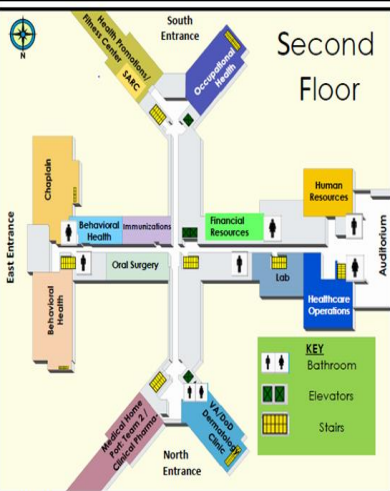 South
Entrance
Second
Floor
Health Promotions/
Fitness Center
SARC
Occupational
Health
Chaplain
Human
Resources
East Entrance
Behavioral
Health
Immunizations
Financial
Resources
Auditorium
Oral Surgery
Lab
Behavioral
Health
Healthcare
Operations
KEY
Bathroom
Elevators
Stairs
Medical Home
Port: Team 2 /
Clinical Pharma-
VA/DoD
Dermatology
Clinic
North
Entrance
N